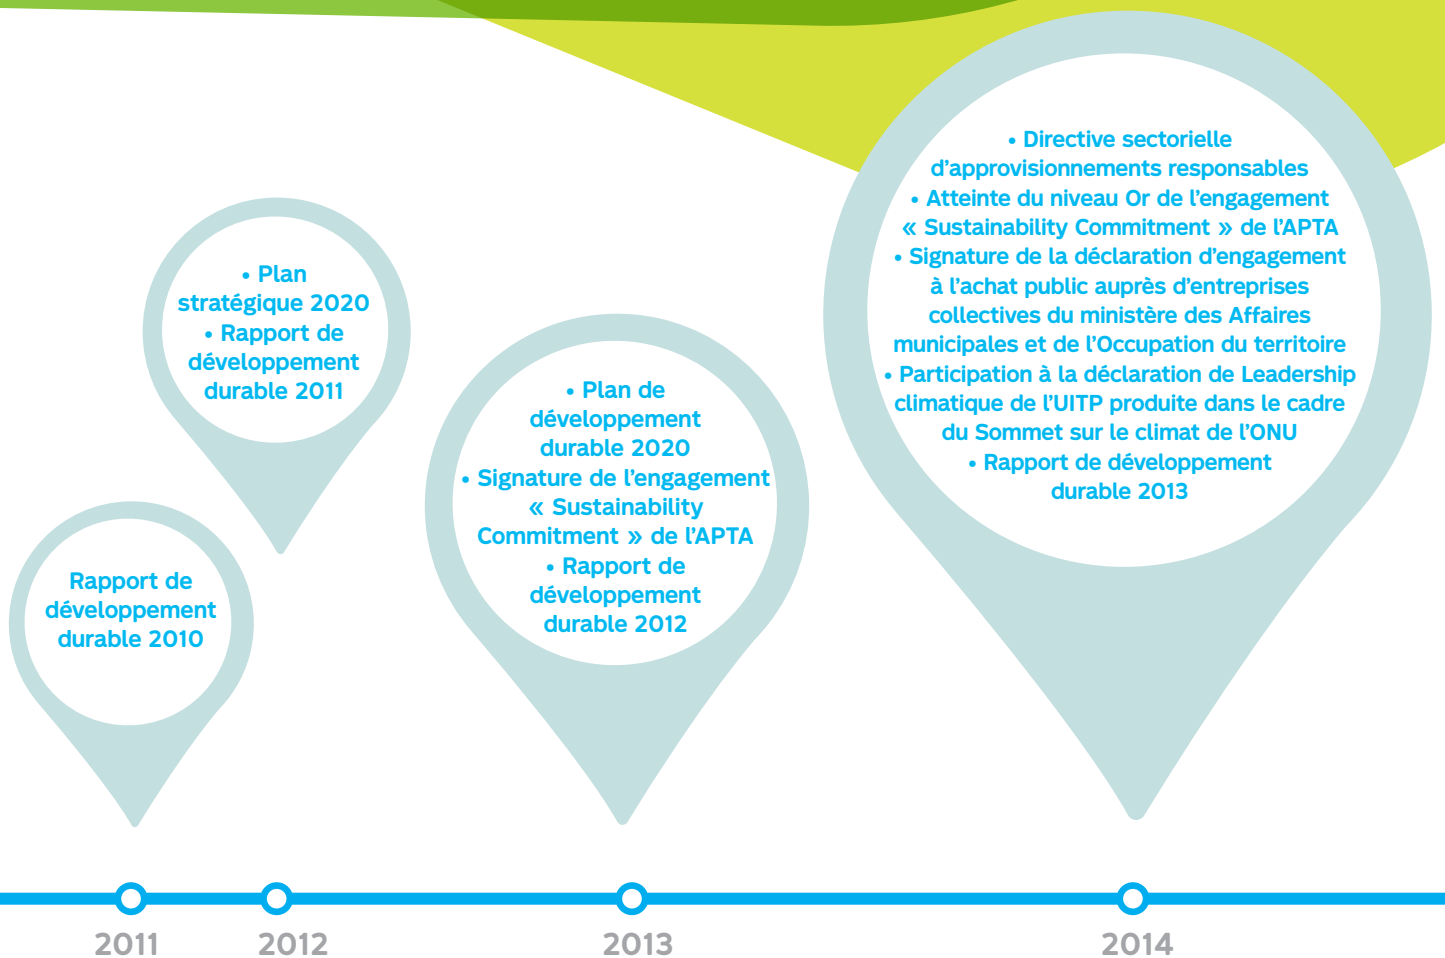 Rapport de
développement
durable 2010
• Plan
stratégique 2020
• Rapport de
développement
durable 2011
• Plan de
développement
durable 2020
• Signature de l’engagement
« Sustainability
Commitment » de l’APTA
• Rapport de
développement
durable 2012
• Directive sectorielle
d’approvisionnements responsables
• Atteinte du niveau Or de l’engagement
« Sustainability Commitment » de l’APTA
• Signature de la déclaration d’engagement
à l’achat public auprès d’entreprises
collectives du ministère des Affaires
municipales et de l’Occupation du territoire
• Participation à la déclaration de Leadership
climatique de l’UITP produite dans le cadre
du Sommet sur le climat de l’ONU
• Rapport de développement
durable 2013
2011
2012
2013
2014